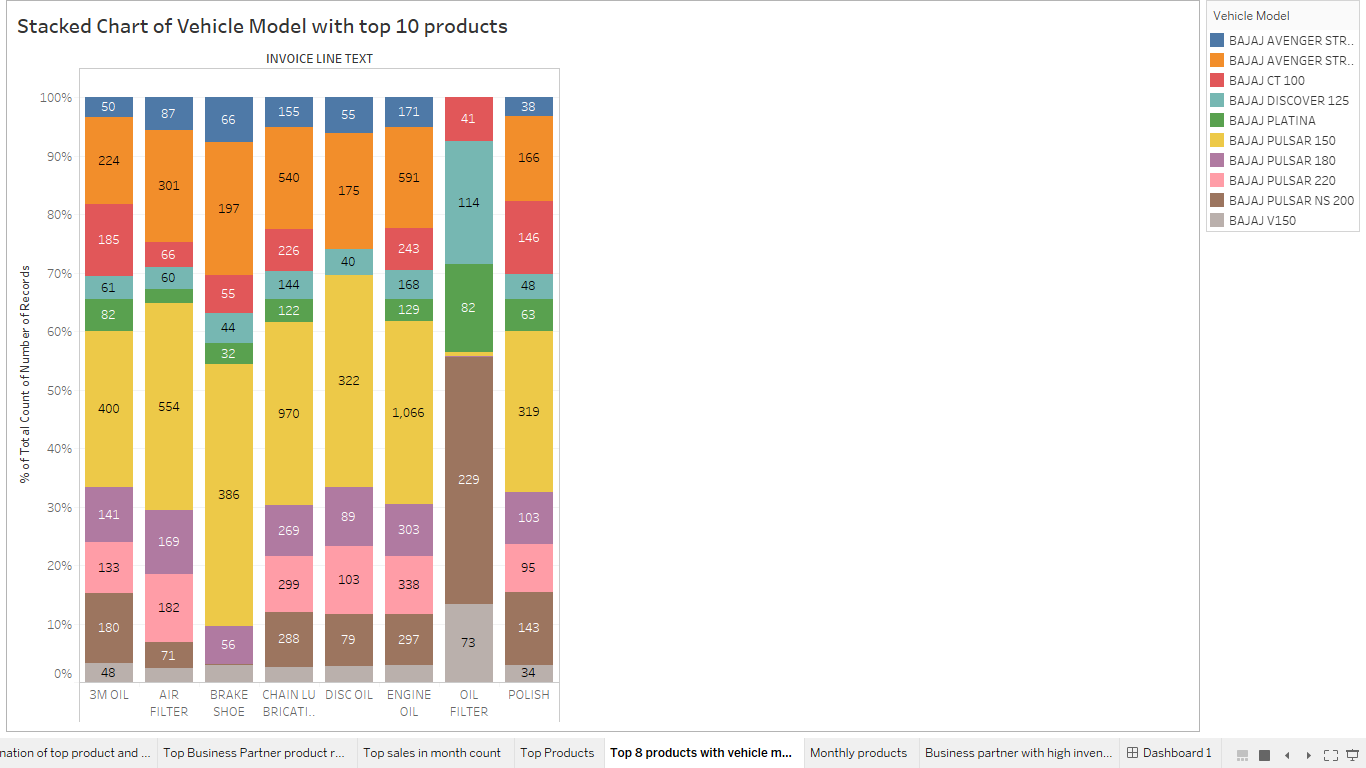 Stacked Chart of Vehicle Model with top 10 products
INVOICE LINE TEXT
% of Total Count of Number of Records
100%
90%
80%
70%
60%
50%
40%
30%
20%
10%
0%
50 87 66 155 55 171 41 38
224 301 197 540 175 591 114 166
185 66 55 226 40 243 82 146
61 60 44 144 322 168 229 48
82 554 32 122 89 129 73 63
400 169 386 970 103 1,066 319
141 182 56 269 79 303 103
133 71 299 338 95
180 288 297 143
48 34
3M OIL AIR BRAKE CHAIN LU DISC OIL ENGINE OIL POLISH
FILTER SHOE BRICATI.. OIL FILTER
Vehicle Model
BAJAJ AVENGER STR..
BAJAJ AVENGER STR..
BAJAJ CT 100
BAJAJ DISCOVER 125
BAJAJ PLATINA
BAJAJ PULSAR 150
BAJAJ PULSAR 180
BAJAJ PULSAR 220
BAJAJ PULSAR NS 200
BAJAJ V150
nation of top product and ... Top Business Partner product r... Top sales in month count Top Products Top 8 products with vehicle m... Monthly products Business partner with high inven... Dashboard 1